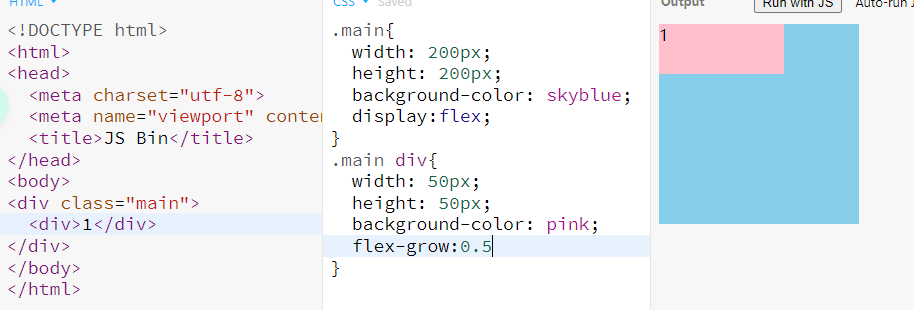 HTML
<!DOCTYPE html>
<html>
<head>
  <meta charset="utf-8">
  <meta name="viewport" conte
  <title>JS Bin</title>
</head>
<body>
<div class="main">
  <div>1</div>
</div>
</body>
</html>
CSS Saved
.main{
  width: 200px;
  height: 200px;
  background-color: skyblue;
  display:flex;
}
.main div{
  width: 50px;
  height: 50px;
  background-color: pink;
  flex-grow:0.5
}
Output Run with JS Auto-run J
1